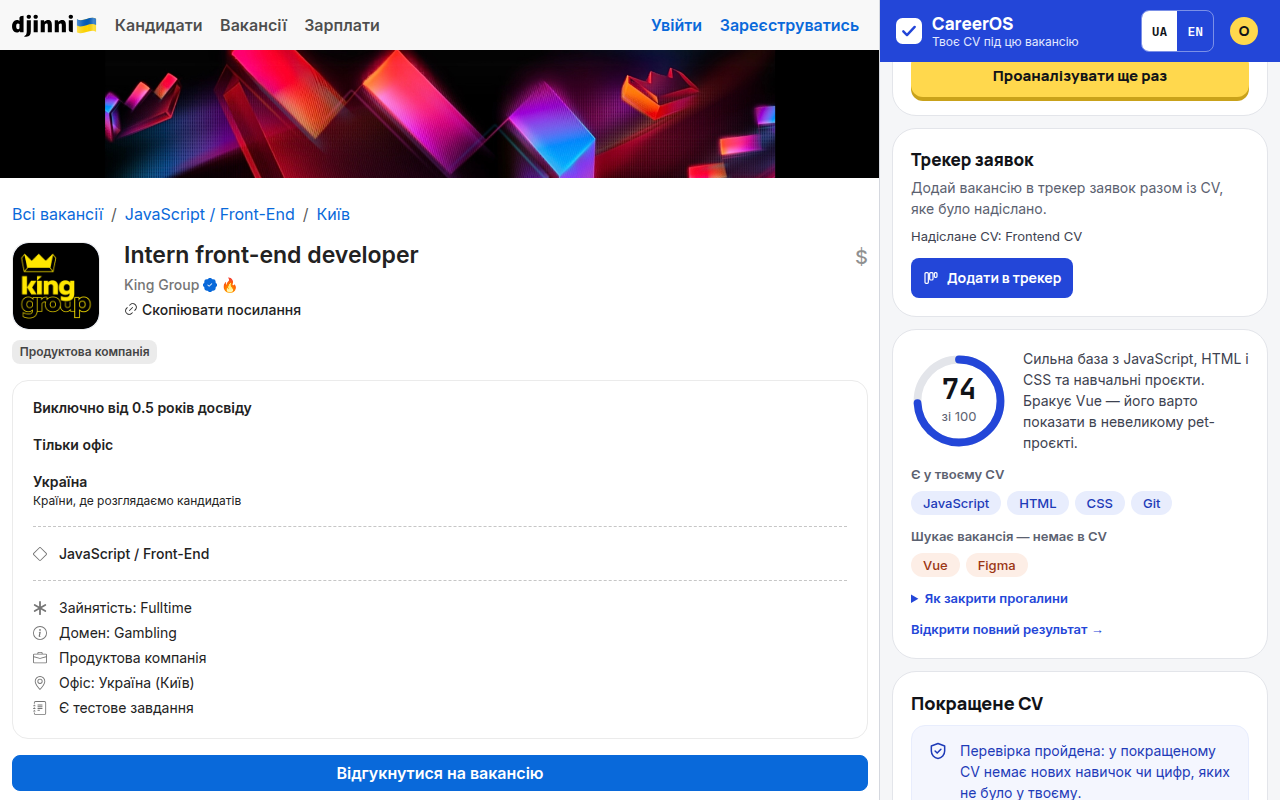 djinni
Кандидати
Вакансії
Зарплати
Увійти
Зареєструватись
Всі вакансії / JavaScript / Front-End / Київ
king
group
Intern front-end developer
$
King Group
Скопіювати посилання
Продуктова компанія
Виключно від 0.5 років досвіду
Тільки офіс
Україна
Країни, де розглядаємо кандидатів
JavaScript / Front-End
Зайнятість: Fulltime
Домен: Gambling
Продуктова компанія
Офіс: Україна (Київ)
Є тестове завдання
Відгукнутися на вакансію
CareerOS
Твоє CV під цю вакансію
UA
EN
O
Проаналізувати ще раз
Трекер заявок
Додай вакансію в трекер заявок разом із CV,
яке було надіслано.
Надіслане CV: Frontend CV
Додати в трекер
74
зі 100
Сильна база з JavaScript, HTML і
CSS та навчальні проєкти.
Бракує Vue — його варто
показати в невеликому pet-
проєкті.
Є у твоєму CV
JavaScript
HTML
CSS
Git
Шукає вакансія — немає в CV
Vue
Figma
Як закрити прогалини
Відкрити повний результат →
Покращене CV
Перевірка пройдена: у покращеному
CV немає нових навичок чи цифр, яких
не було у твоєму.